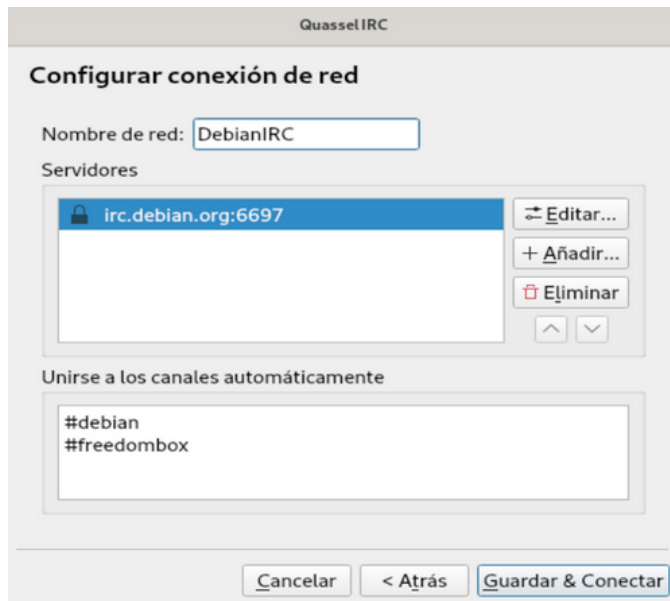 Quassel IRC
Configurar conexión de red
Nombre de red: DebianIRC
Servidores
irc.debian.org:6697
Editar...
+ Añadir...
Eliminar
Unirse a los canales automáticamente
#debian
#freedombox
Cancelar
< Atrás
Guardar & Conectar